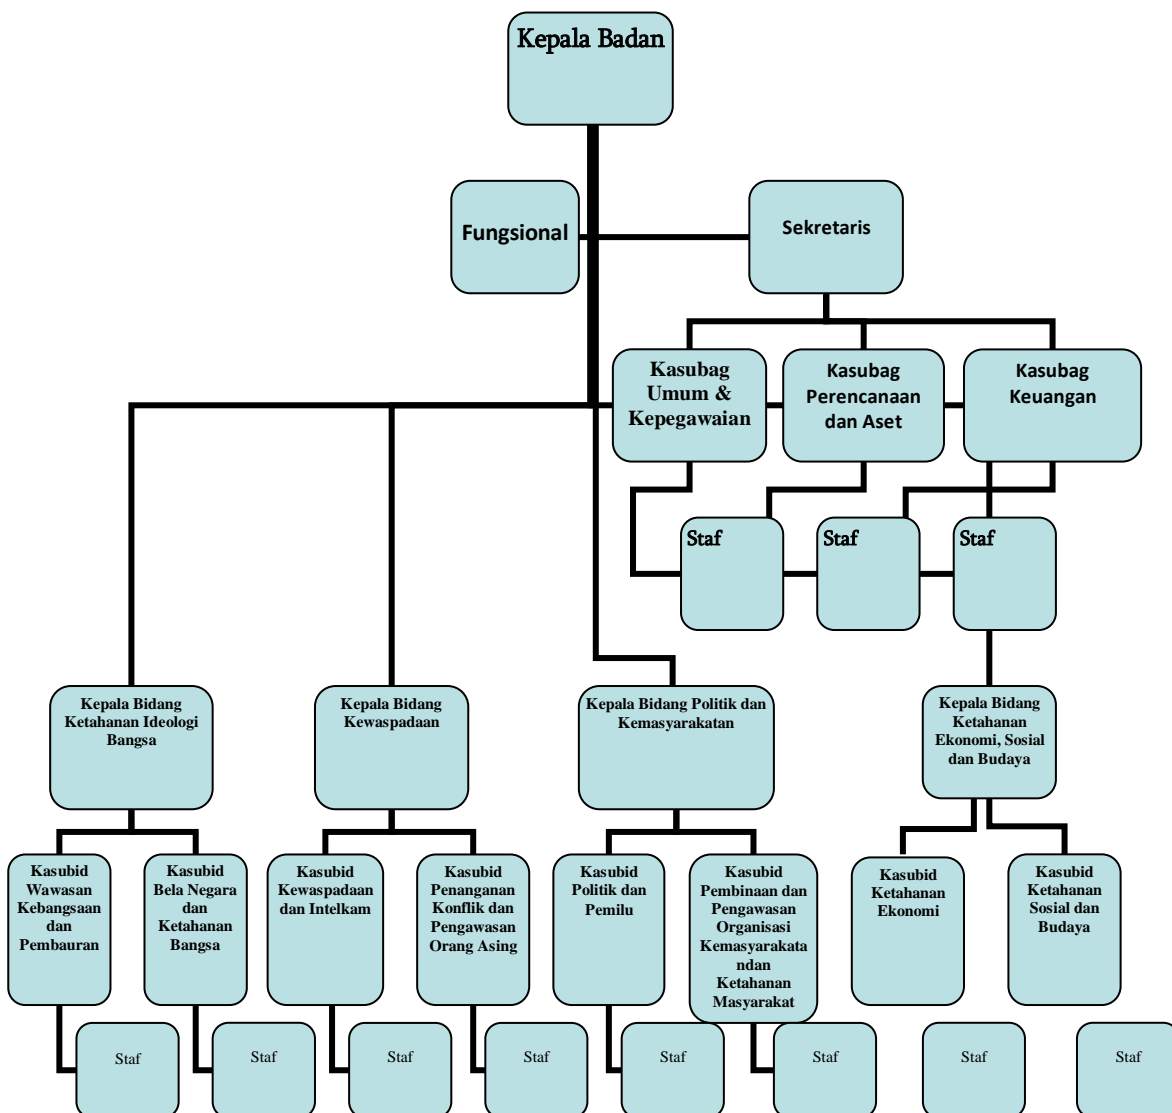 Kepala Badan
Fungsional
Sekretaris
Kasubag
Umum &
Kepegawaian
Kasubag
Perencanaan
dan Aset
Kasubag
Keuangan
Staf
Staf
Staf
Kepala Bidang
Ketahanan Ideologi
Bangsa
Kepala Bidang
Kewaspadaan
Kepala Bidang Politik dan
Kemasyarakatan
Kepala Bidang
Ketahanan
Ekonomi, Sosial
dan Budaya
Kasubid
Wawasan
Kebangsaan
dan
Pembauran
Kasubid
Bela Negara
dan
Ketahanan
Bangsa
Kasubid
Kewaspadaan
dan Intelkam
Kasubid
Penanganan
Konflik dan
Pengawasan
Orang Asing
Kasubid
Politik dan
Pemilu
Kasubid
Pembinaan dan
Pengawasan
Organisasi
Kemasyarakata
ndan
Ketahanan
Masyarakat
Kasubid
Ketahanan
Ekonomi
Kasubid
Ketahanan
Sosial dan
Budaya
Staf
Staf
Staf
Staf
Staf
Staf
Staf
Staf